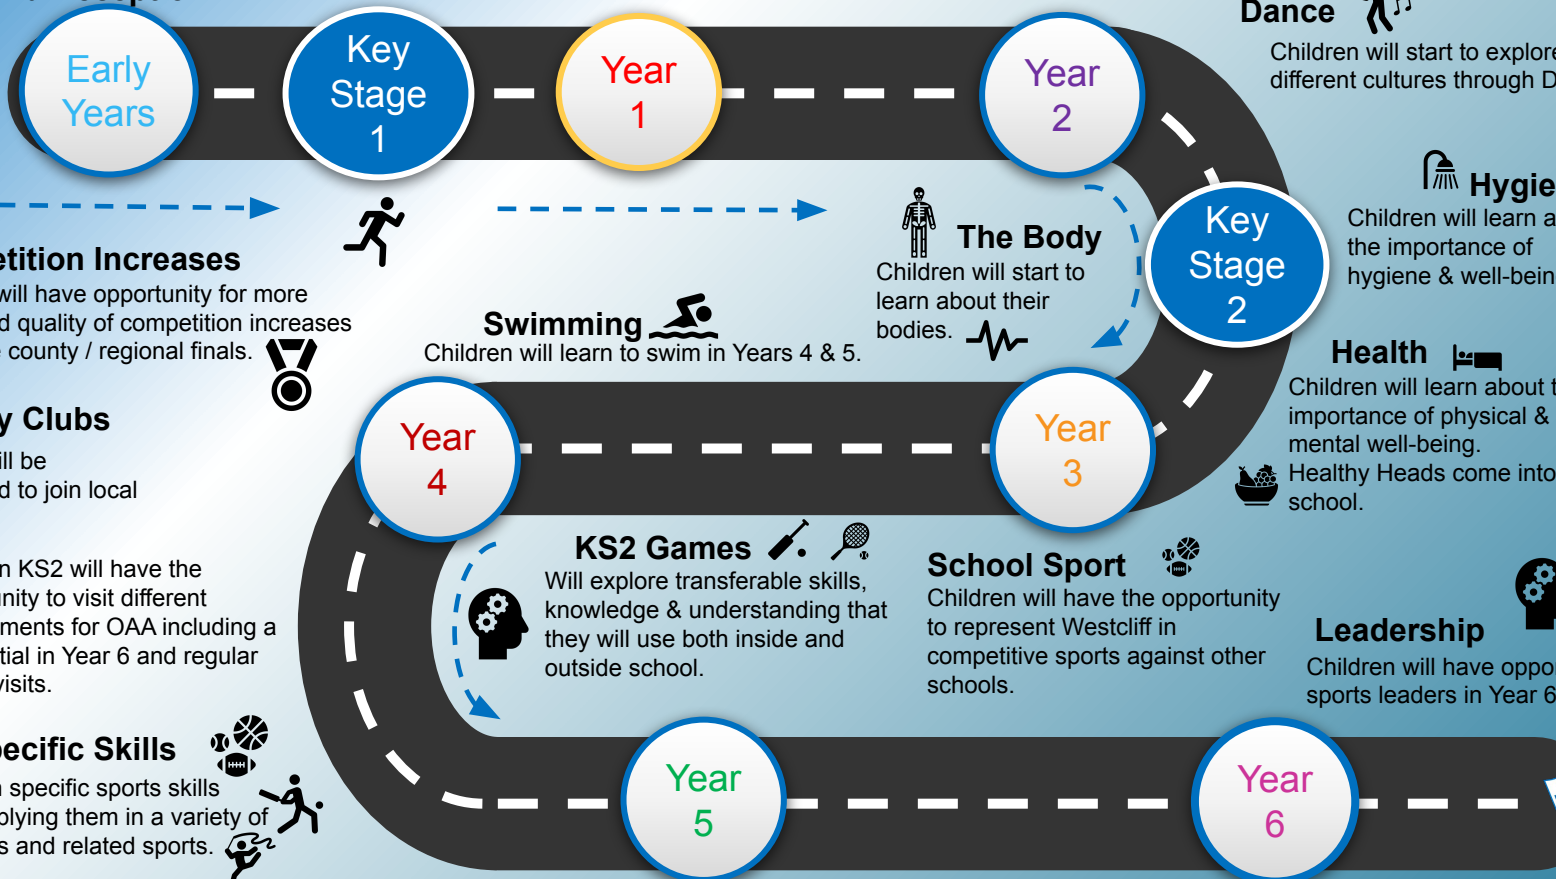 Dance
Children will start to explore
different cultures through
Early
Years
Key
Stage
1
Year
1
Year
2
Hygie
Children will learn
the importance of
hygiene & well-bein
The Body
Children will start to
learn about their
bodies.
Key
Stage
2
etition Increases
will have opportunity for more
d quality of competition increases
county / regional finals.
Swimming
Children will learn to swim in Years 4 & 5.
Health
Children will learn about
importance of physical &
mental well-being.
Healthy Heads come into
school.
y Clubs
ill be
d to join local
Year
4
Year
3
n KS2 will have the
unity to visit different
ments for OAA including a
tial in Year 6 and regular
visits.
KS2 Games
Will explore transferable skills,
knowledge & understanding that
they will use both inside and
outside school.
School Sport
Children will have the opportunity
to represent Westcliff in
competitive sports against other
schools.
Leadership
Children will have oppo
sports leaders in Year 6
pecific Skills
specific sports skills
plying them in a variety of
s and related sports.
Year
5
Year
6